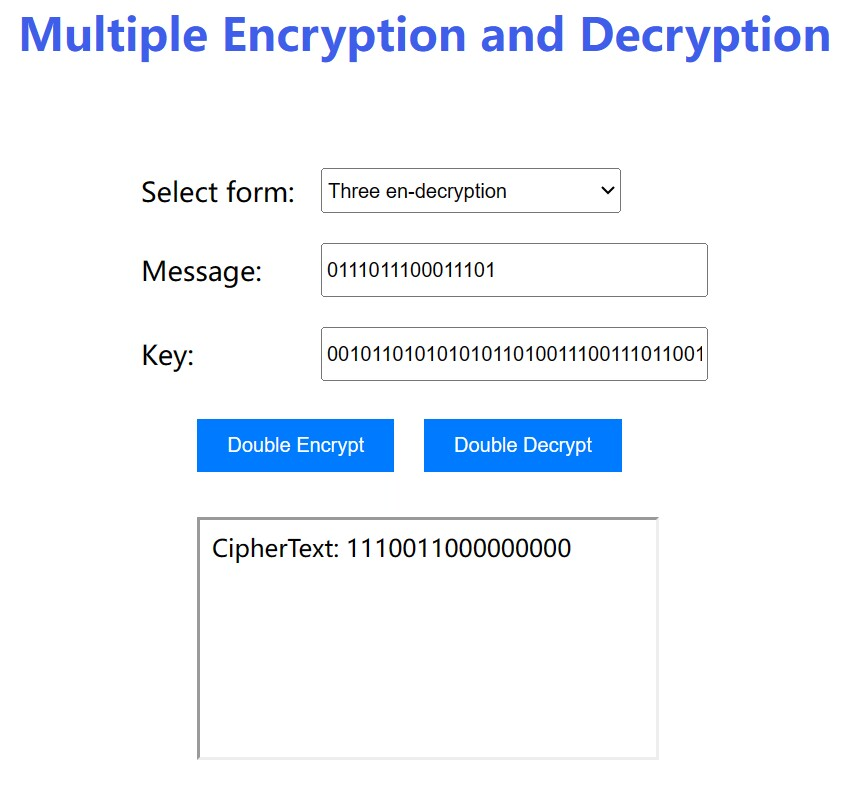 Multiple Encryption and Decryption
Select form: Three en-decryption
Message: 0111011100011101
Key: 00101101010101011010011100111011001
Double Encrypt Double Decrypt
CipherText: 1110011000000000